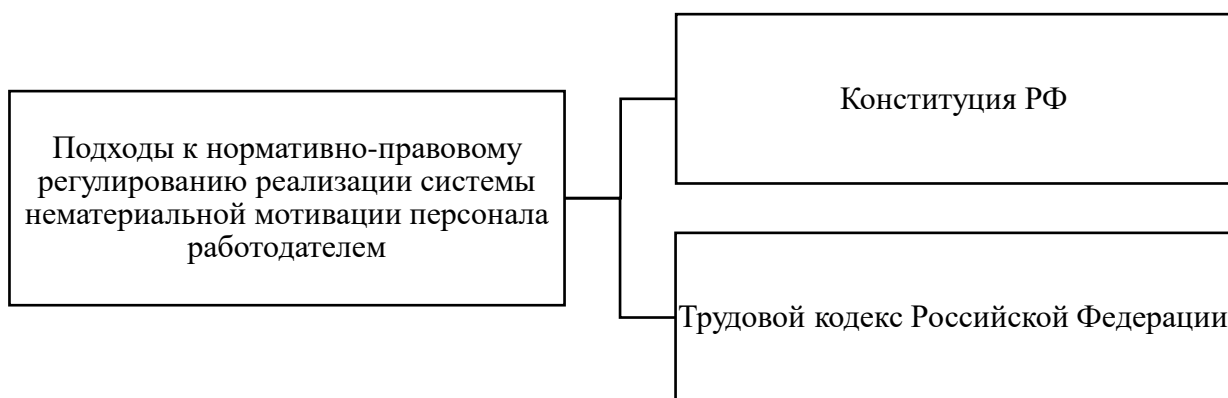 Подходы к нормативно-правовому
регулированию реализации системы
нематериальной мотивации персонала
работодателем
Конституция РФ
Трудовой кодекс Российской Федерации